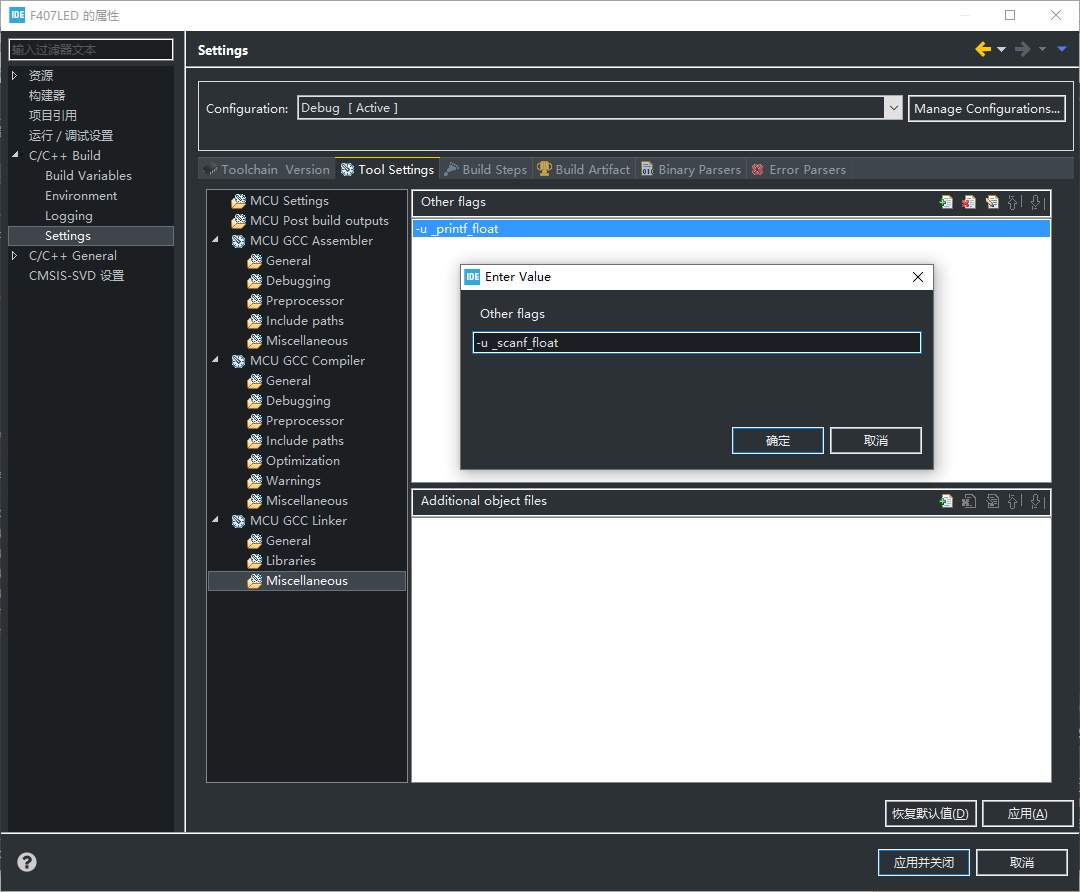 IDE F407LED 的属性
输入过滤器文本
资源
构建器
项目引用
运行 / 调试设置
C/C++ Build
Build Variables
Environment
Logging
Settings
C/C++ General
CMSIS-SVD 设置
Settings
Configuration: Debug [ Active ] Manage Configurations...
Toolchain Version Tool Settings Build Steps Build Artifact Binary Parsers Error Parsers
MCU Settings
MCU Post build outputs
MCU GCC Assembler
General
Debugging
Preprocessor
Include paths
Miscellaneous
MCU GCC Compiler
General
Debugging
Preprocessor
Include paths
Optimization
Warnings
Miscellaneous
MCU GCC Linker
General
Libraries
Miscellaneous
Other flags
-u _printf_float
IDE Enter Value
Other flags
-u _scanf_float
确定 取消
Additional object files
恢复默认值(D) 应用(A)
? 应用并关闭 取消